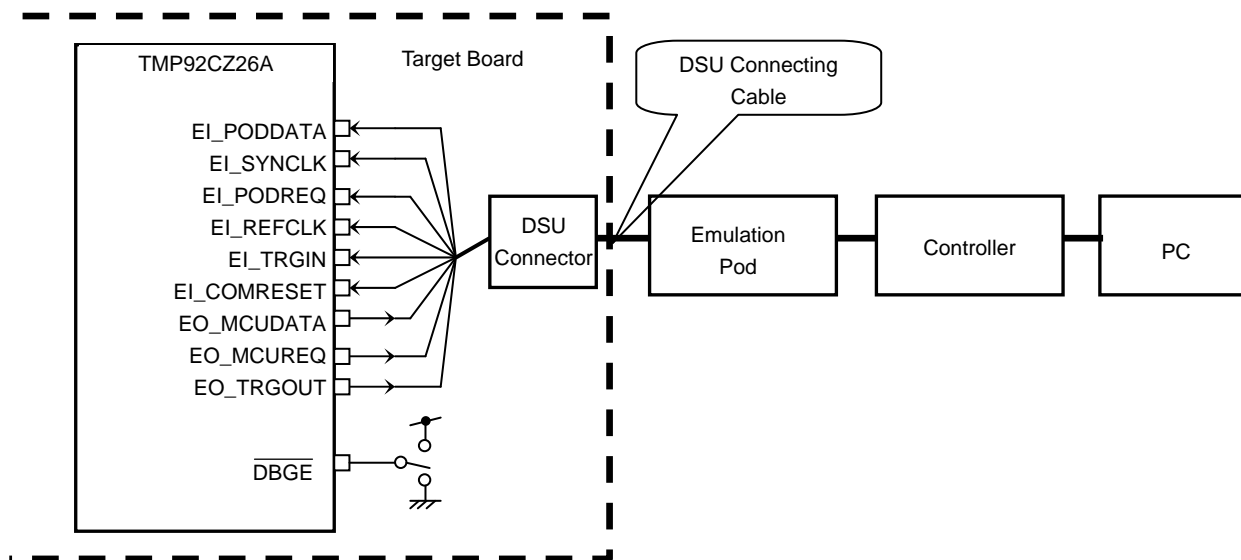 TMP92CZ26A
Target Board
DSU Connecting
Cable
EI_PODDATA
EI_SYNCLK
EI_PODREQ
EI_REFCLK
EI_TRGIN
EI_COMRESET
EO_MCUDATA
EO_MCUREQ
EO_TRGOUT
DBGE
DSU
Connector
Emulation
Pod
Controller
PC